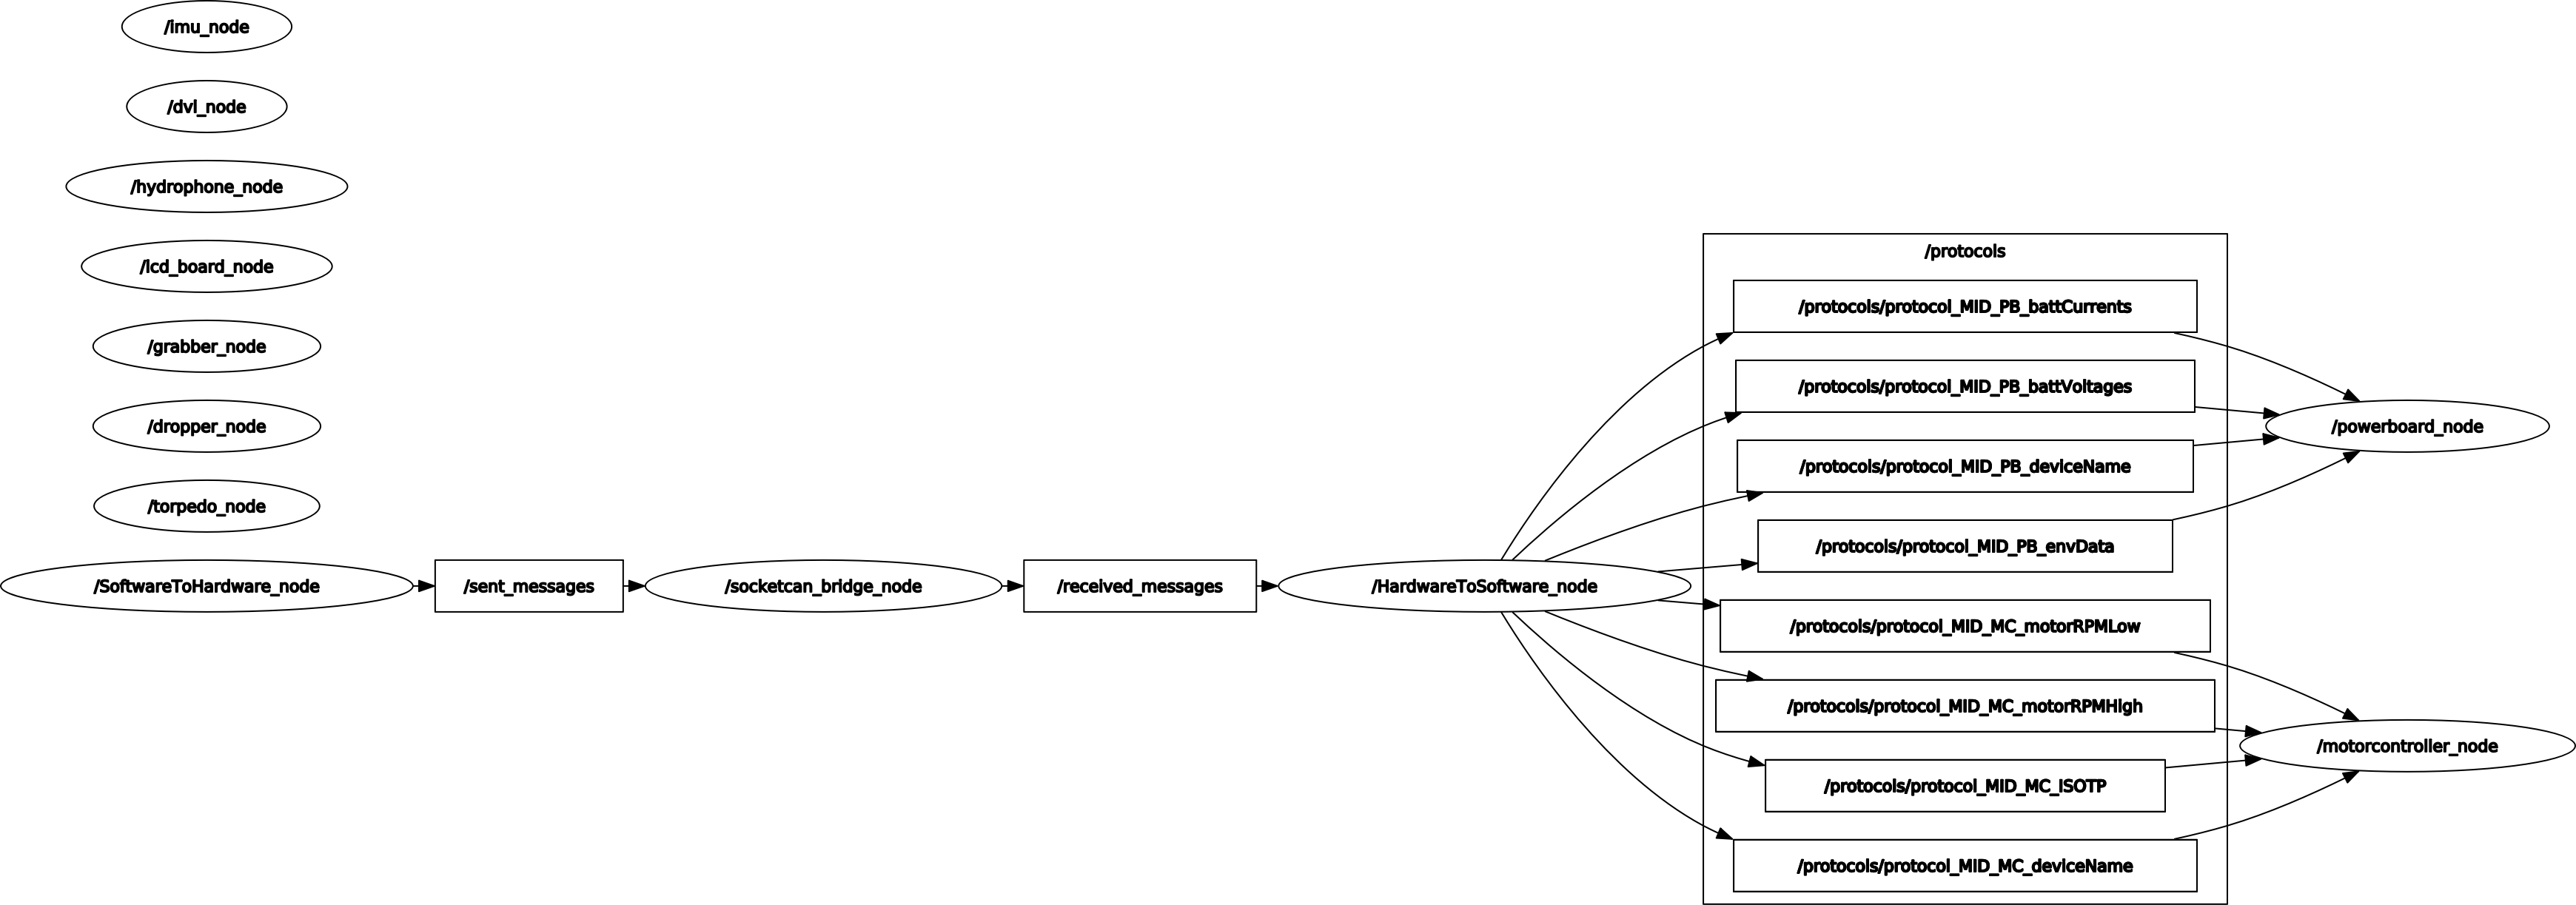 /imu_node
/dvl_node
/hydrophone_node
/lcd_board_node
/grabber_node
/dropper_node
/torpedo_node
/SoftwareToHardware_node
/sent_messages
/socketcan_bridge_node
/received_messages
/HardwareToSoftware_node
/protocols
/protocols/protocol_MID_PB_battCurrents
/protocols/protocol_MID_PB_battVoltages
/protocols/protocol_MID_PB_deviceName
/protocols/protocol_MID_PB_envData
/protocols/protocol_MID_MC_motorRPMLow
/protocols/protocol_MID_MC_motorRPMHigh
/protocols/protocol_MID_MC_ISOTP
/protocols/protocol_MID_MC_deviceName
/powerboard_node
/motorcontroller_node